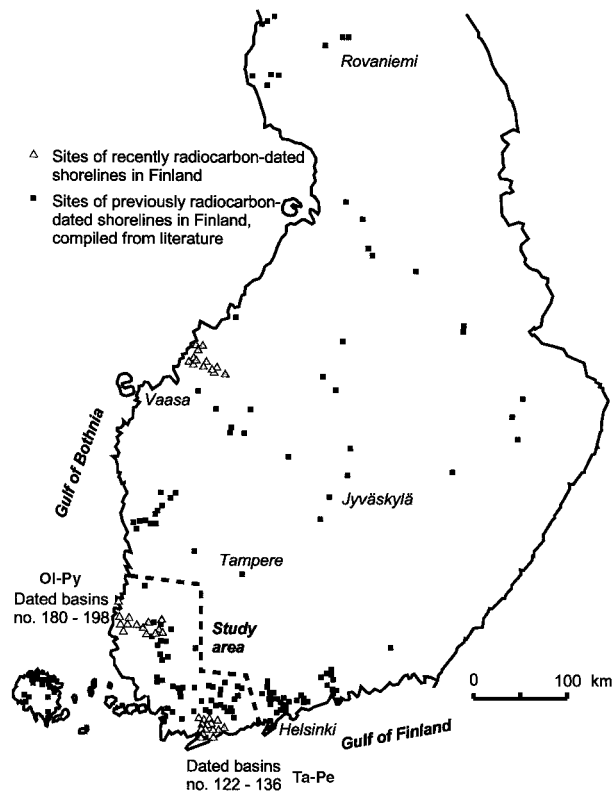 Rovaniemi
Sites of recently radiocarbon-dated
shorelines in Finland
Sites of previously radiocarbon-
dated shorelines in Finland,
compiled from literature
Vaasa
Gulf of Bothnia
Jyväskylä
Tampere
Ol-Py
Dated basins
no. 180 - 198
Study
area
0 100 km
Helsinki
Gulf of Finland
Dated basins
no. 122 - 136
Ta-Pe